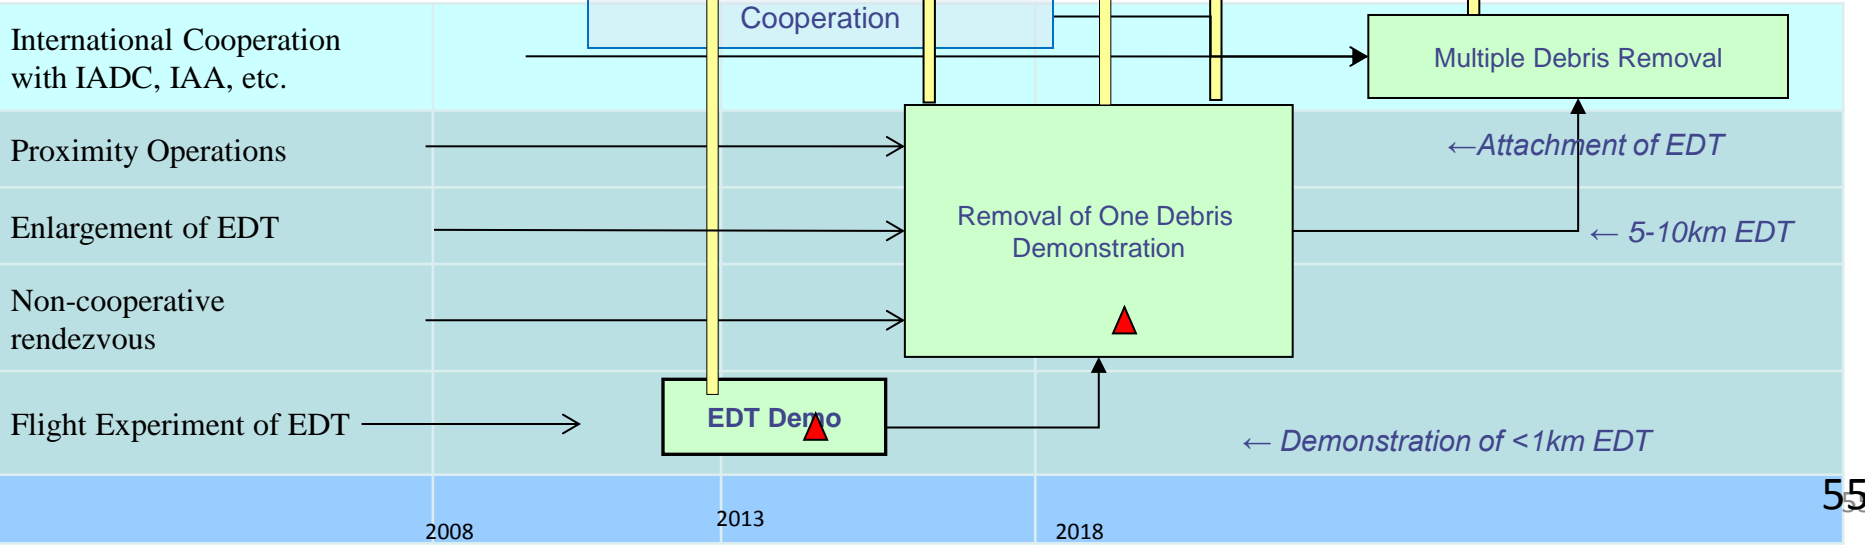 Cooperation
International Cooperation
with IADC, IAA, etc.
Multiple Debris Removal
Proximity Operations
←Attachment of EDT
Enlargement of EDT
Removal of One Debris
Demonstration
← 5-10km EDT
Non-cooperative
rendezvous
Flight Experiment of EDT
EDT Demo
← Demonstration of <1km EDT
2008
2013
2018
55
55